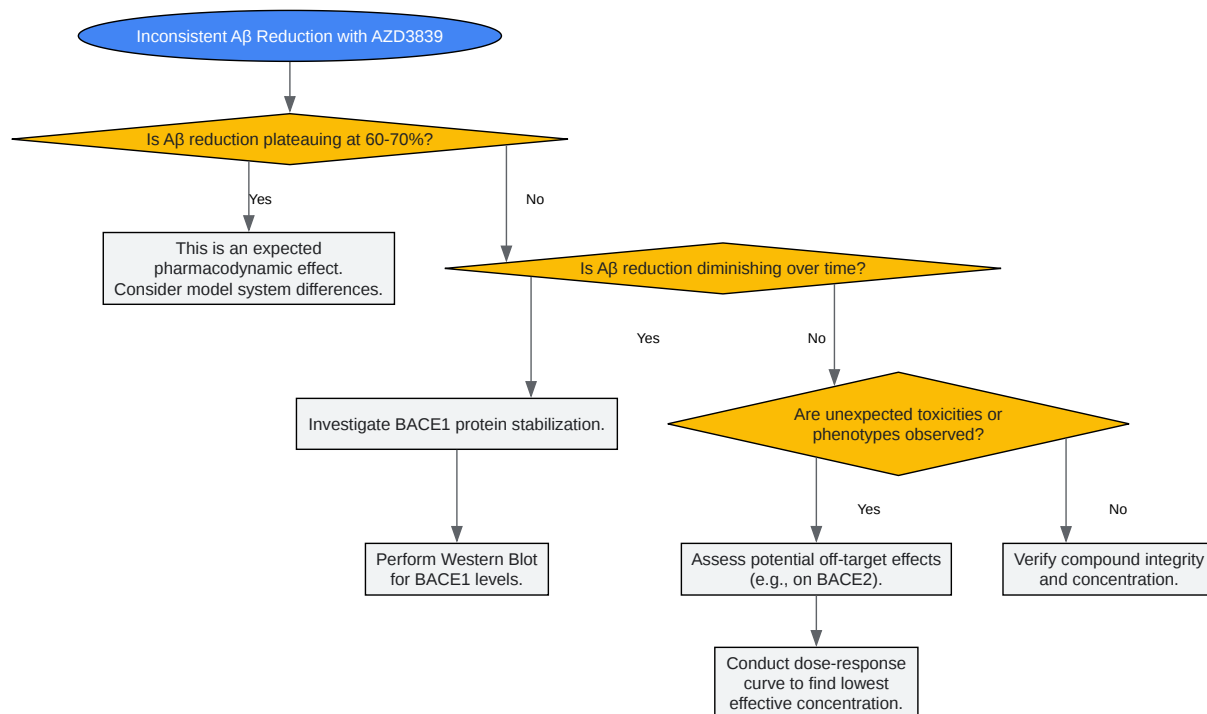 Inconsistent Aβ Reduction with AZD3839
Is Aβ reduction plateauing at 60-70%?
Yes
No
This is an expected
pharmacodynamic effect.
Consider model system differences.
Is Aβ reduction diminishing over time?
Yes
No
Investigate BACE1 protein stabilization.
Are unexpected toxicities or
phenotypes observed?
Yes
No
Perform Western Blot
for BACE1 levels.
Assess potential off-target effects
(e.g., on BACE2).
Verify compound integrity
and concentration.
Conduct dose-response
curve to find lowest
effective concentration.